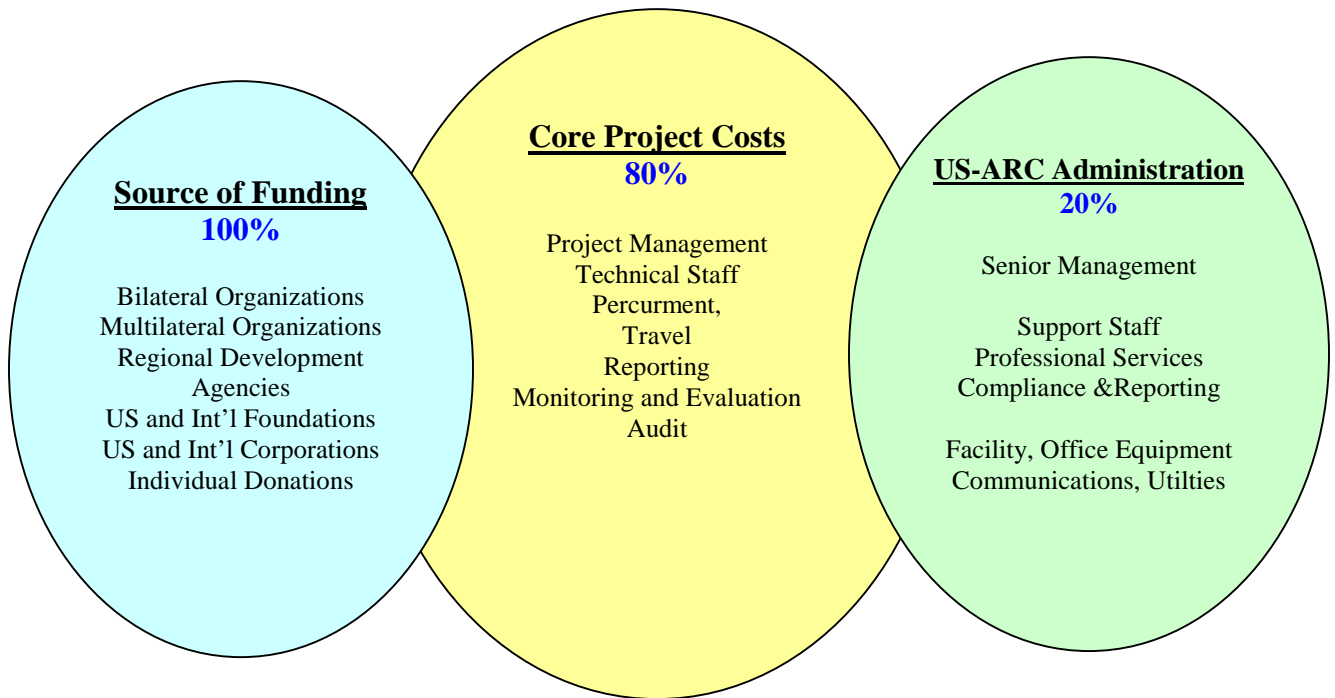 Source of Funding
100%
Bilateral Organizations
Multilateral Organizations
Regional Development
Agencies
US and Int’l Foundations
US and Int’l Corporations
Individual Donations
Core Project Costs
80%
Project Management
Technical Staff
Percurment,
Travel
Reporting
Monitoring and Evaluation
Audit
US-ARC Administration
20%
Senior Management
Support Staff
Professional Services
Compliance &Reporting
Facility, Office Equipment
Communications, Utilties